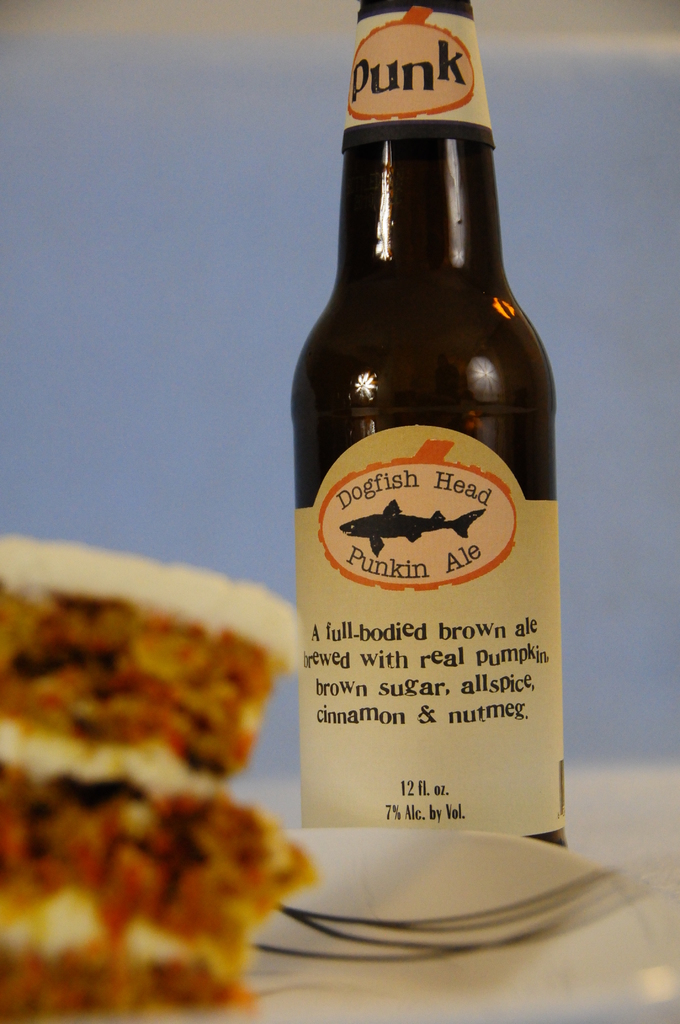 Punk
Dogfish Head
Punkin Ale
A full-bodied brown ale
brewed with real pumpkin,
brown sugar, allspice,
cinnamon & nutmeg.
12 fl. oz.
7% Alc. by Vol.